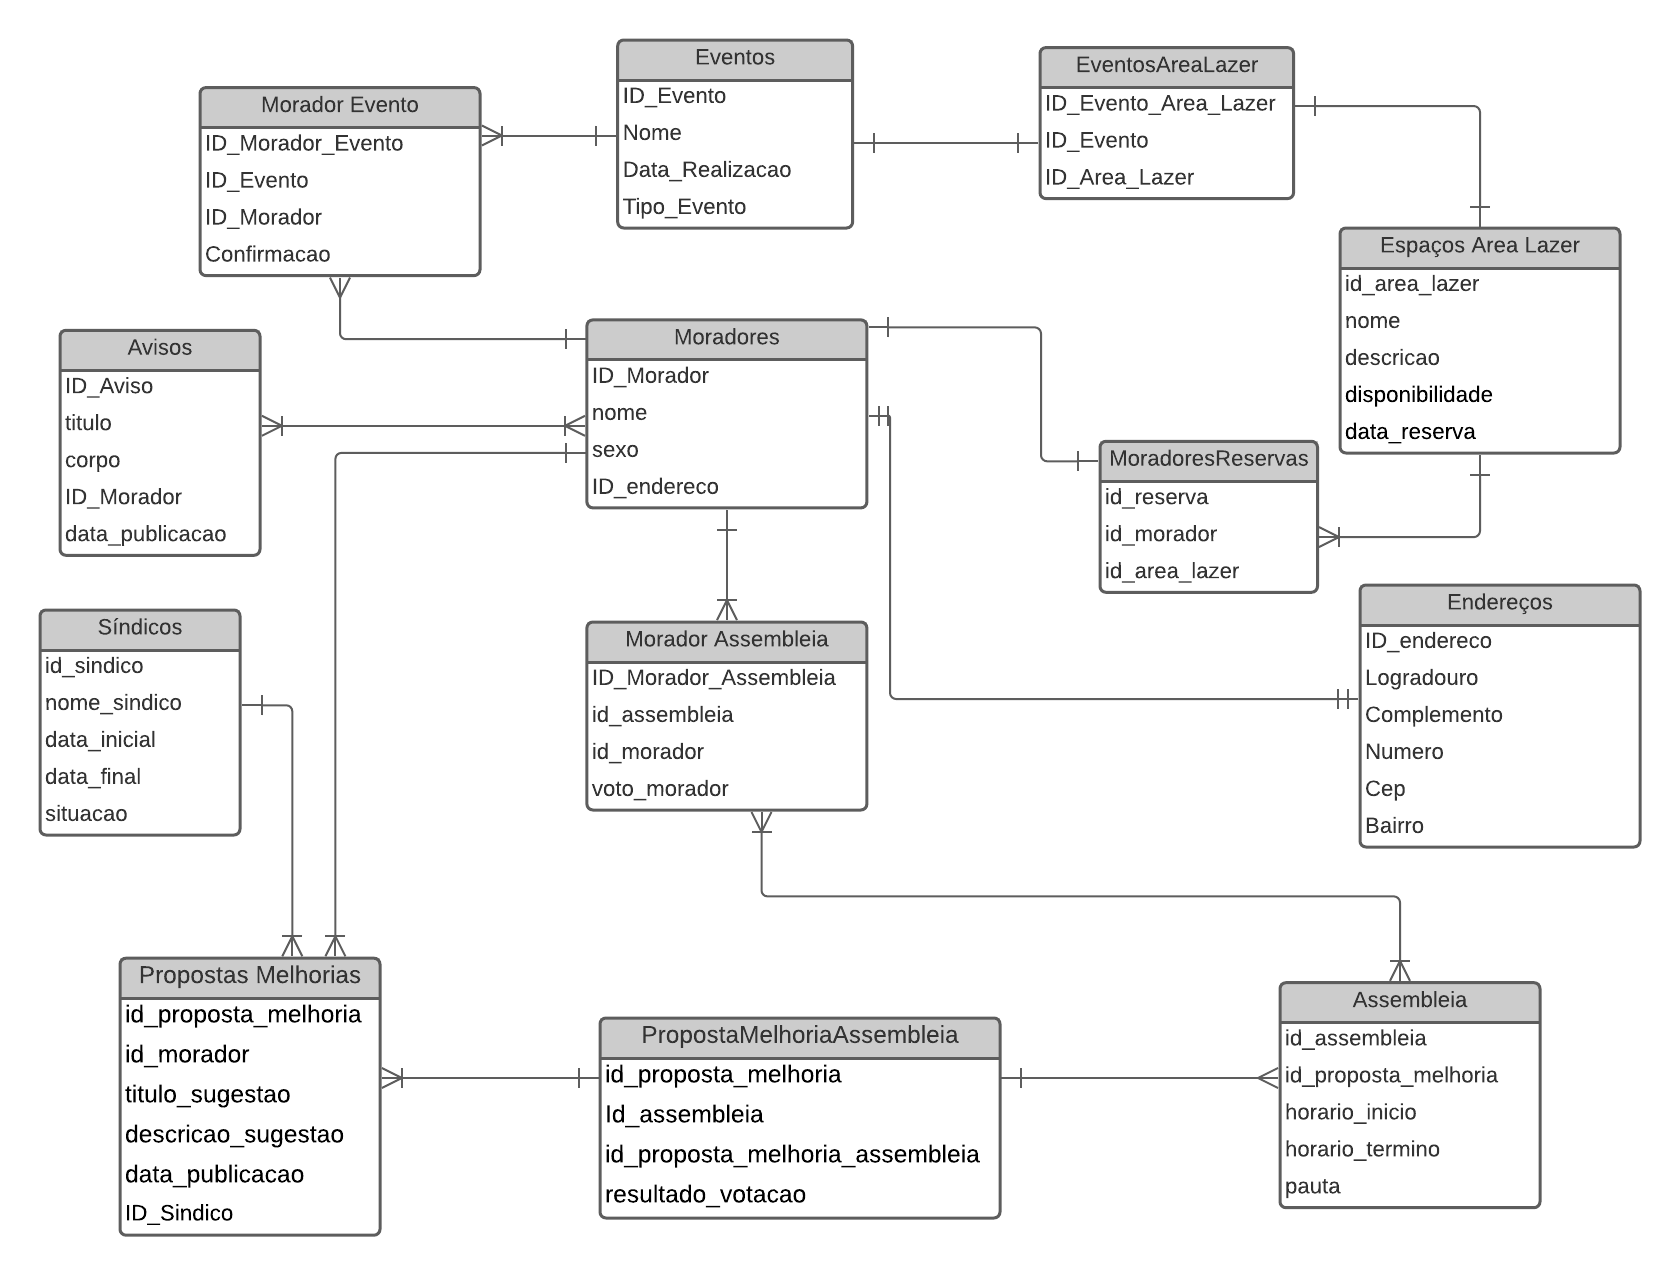 Eventos
ID_Evento
Nome
Data_Realizacao
Tipo_Evento
EventosAreaLazer
ID_Evento_Area_Lazer
ID_Evento
ID_Area_Lazer
Morador Evento
ID_Morador_Evento
ID_Evento
ID_Morador
Confirmacao
Espaços Area Lazer
id_area_lazer
nome
descricao
disponibilidade
data_reserva
Avisos
ID_Aviso
titulo
corpo
ID_Morador
data_publicacao
Moradores
ID_Morador
nome
sexo
ID_endereco
MoradoresReservas
id_reserva
id_morador
id_area_lazer
Síndicos
id_sindico
nome_sindico
data_inicial
data_final
situacao
Morador Assembleia
ID_Morador_Assembleia
id_assembleia
id_morador
voto_morador
Endereços
ID_endereco
Logradouro
Complemento
Numero
Cep
Bairro
Propostas Melhorias
id_proposta_melhoria
id_morador
titulo_sugestao
descricao_sugestao
data_publicacao
ID_Sindico
PropostaMelhoriaAssembleia
id_proposta_melhoria
Id_assembleia
id_proposta_melhoria_assembleia
resultado_votacao
Assembleia
id_assembleia
id_proposta_melhoria
horario_inicio
horario_termino
pauta